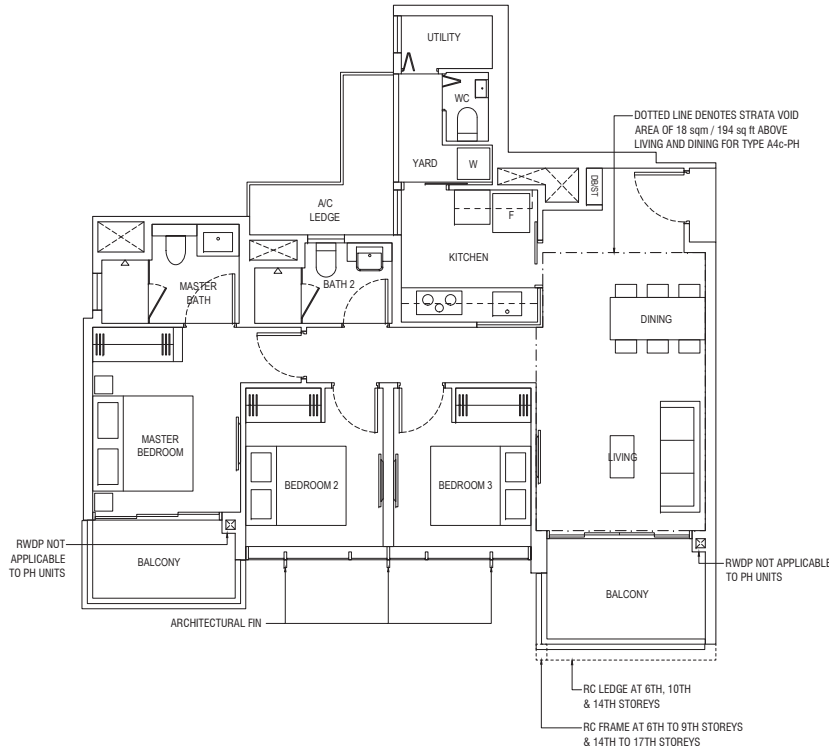 UTILITY
WC
DOTTED LINE DENOTES STRATA VOID
AREA OF 18 sqm / 194 sq ft ABOVE
LIVING AND DINING FOR TYPE A4c-PH
YARD
W
DB/ST
A/C
LEDGE
F
KITCHEN
MASTER
BATH
BATH 2
DINING
MASTER
BEDROOM
LIVING
BEDROOM 2
BEDROOM 3
RWDP NOT
APPLICABLE
TO PH UNITS
BALCONY
RWDP NOT APPLICABLE
TO PH UNITS
BALCONY
ARCHITECTURAL FIN
RC LEDGE AT 6TH, 10TH
& 14TH STOREYS
RC FRAME AT 6TH TO 9TH STOREYS
& 14TH TO 17TH STOREYS